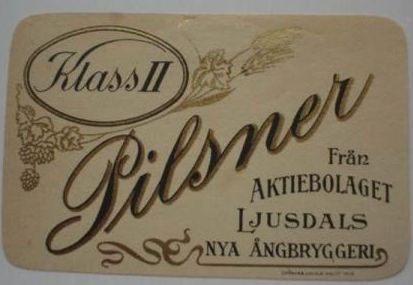 Klass II
Pilsner
Från
AKTIEBOLAGET
LJUSDALS
NYA ÅNGBRYGGERI